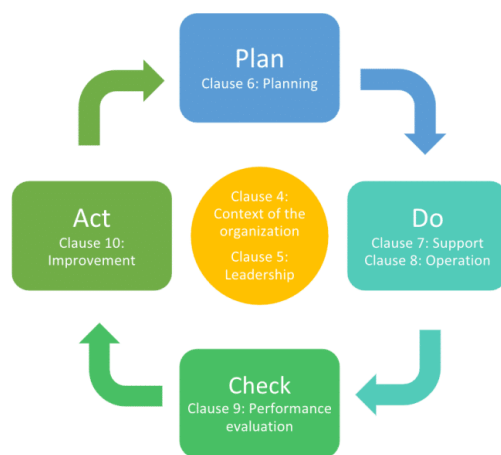 Plan
Clause 6: Planning
Act
Clause 10:
Improvement
Clause 4:
Context of the
organization
Clause 5:
Leadership
Do
Clause 7: Support
Clause 8: Operation
Check
Clause 9: Performance
evaluation